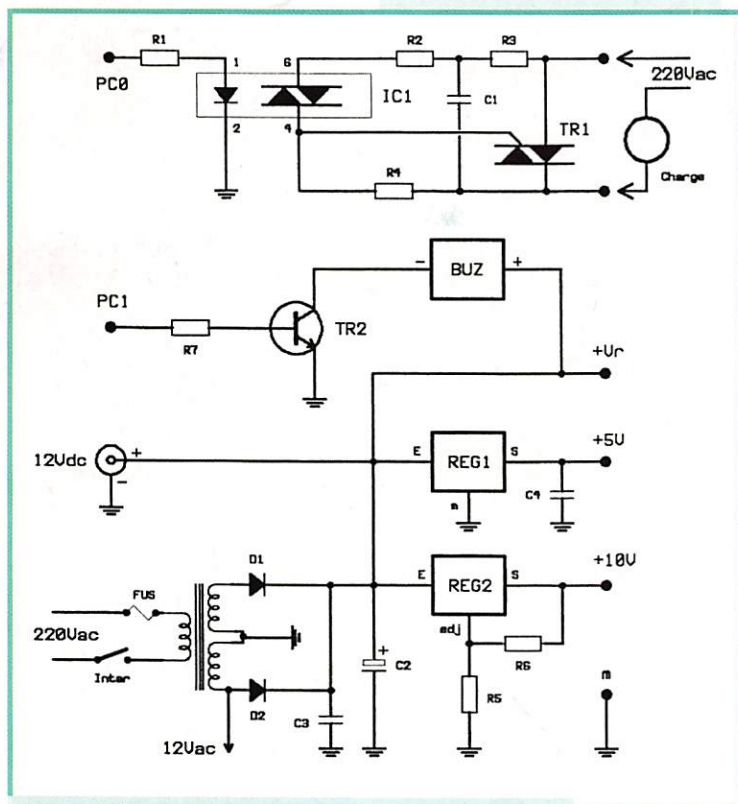 R1
PC0
1
2
6
4
IC1
R2
R3
C1
TR1
R4
220Vac
Charge
PC1
R7
TR2
-
BUZ
+
+Vr
12Vdc
+
-
E
REG1
S
m
+5V
C4
FUS
220Vac
Inter
D1
D2
12Vac
C3
+
C2
E
REG2
S
adj
R5
R6
+10V
m